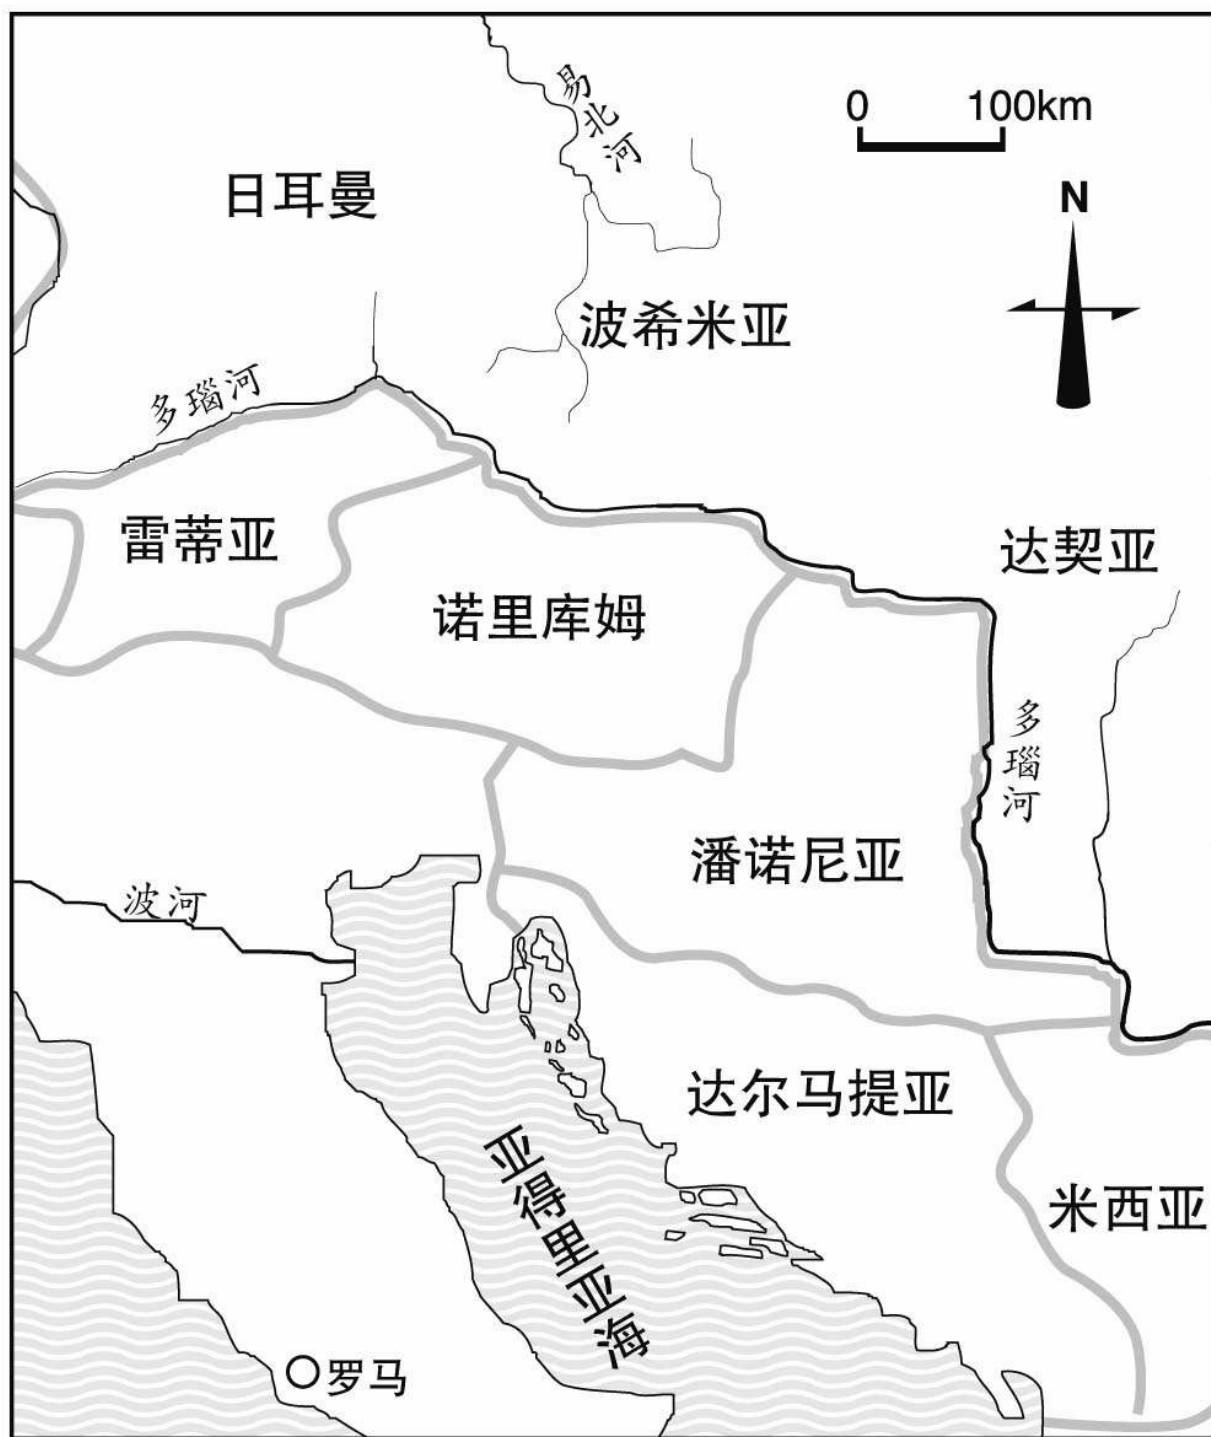 易北河
0 100km
N
日耳曼
波希米亚
多瑙河
雷蒂亚
达契亚
诺里库姆
多瑙河
潘诺尼亚
波河
达尔马提亚
亚得里亚海
米西亚
罗马